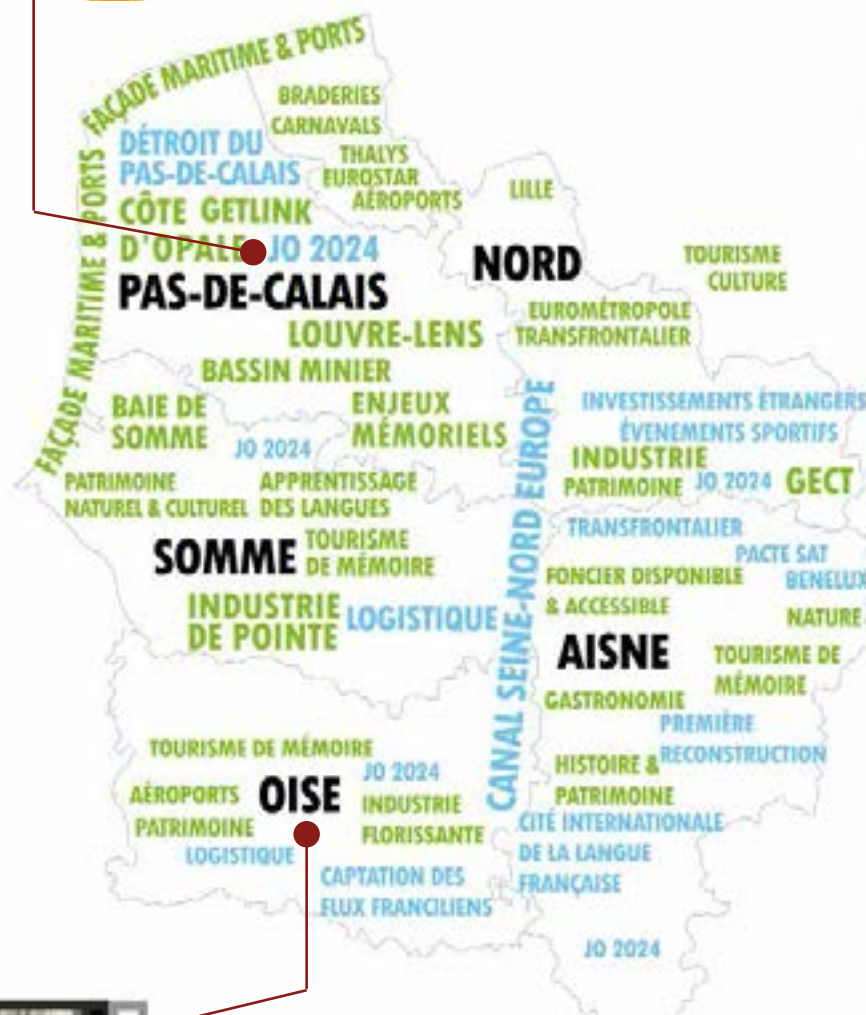 FAÇADE MARITIME & PORTS
FAÇADE MARITIME & PORTS
BRADERIES
CARNAVALS
THALYS
EUROSTAR
AÉROPORTS
DÉTROIT DU
PAS-DE-CALAIS
CÔTE GETLINK
D'OPALE JO 2024
PAS-DE-CALAIS
LILLE
NORD
TOURISME
CULTURE
EUROMÉTROPOLE
TRANSFRONTALIER
LOUVRE-LENS
BASSIN MINIER
BAIE DE
SOMME
JO 2024
ENJEUX
MÉMORIELS
INVESTISSEMENTS ÉTRANGERS
ÉVENEMENTS SPORTIFS
INDUSTRIE
PATRIMOINE JO 2024 GECT
PATRIMOINE
NATUREL & CULTUREL
APPRENTISSAGE
DES LANGUES
SOMME
TOURISME
DE MÉMOIRE
INDUSTRIE
DE POINTE
LOGISTIQUE
CANAL SEINE-NORD EUROPE
TRANSFRONTALIER
PACTE SAT
BENELUX
FONCIER DISPONIBLE
& ACCESSIBLE
NATURE
AISNE
TOURISME DE
MÉMOIRE
GASTRONOMIE
PREMIÈRE
RECONSTRUCTION
HISTOIRE &
PATRIMOINE
CITÉ INTERNATIONALE
DE LA LANGUE
FRANÇAISE
JO 2024
TOURISME DE MÉMOIRE
JO 2024
AÉROPORTS
OISE
INDUSTRIE
FLORISSANTE
PATRIMOINE
LOGISTIQUE
CAPTATION DES
FLUX FRANCILIENS